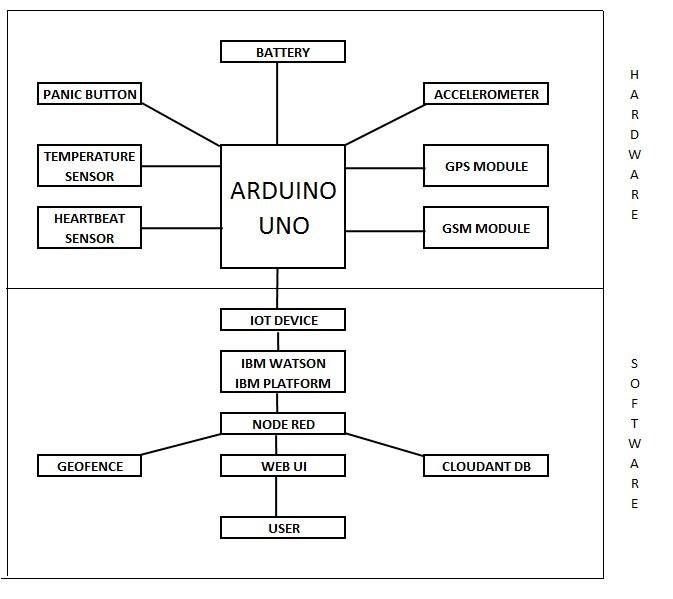 BATTERY
PANIC BUTTON
ACCELEROMETER
TEMPERATURE
SENSOR
GPS MODULE
ARDUINO
UNO
HEARTBEAT
SENSOR
GSM MODULE
H
A
R
D
W
A
R
E
IOT DEVICE
IBM WATSON
IBM PLATFORM
NODE RED
GEOFENCE
WEB UI
CLOUDANT DB
USER
S
O
F
T
W
A
R
E